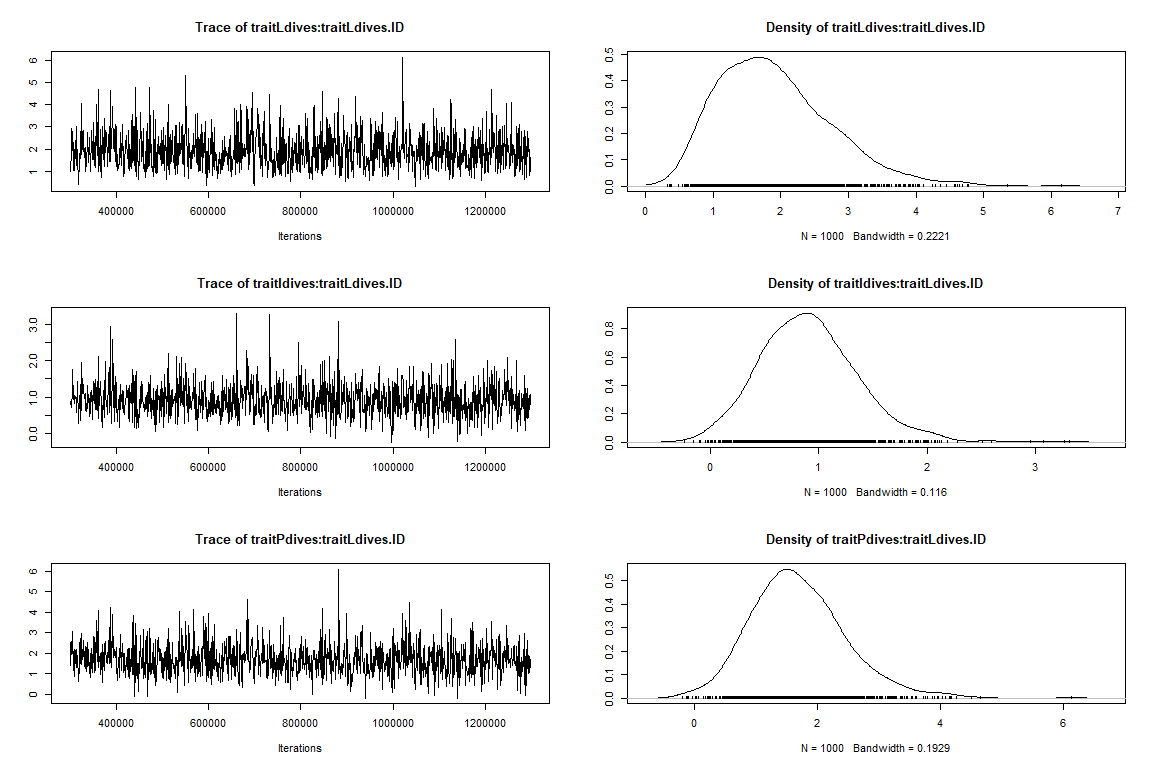 Trace of traitLdives:traitLdives.ID
1 2 3 4 5 6
400000 600000 800000 1000000 1200000
Iterations
Density of traitLdives:traitLdives.ID
0.0 0.1 0.2 0.3 0.4 0.5
0 1 2 3 4 5 6 7
N = 1000 Bandwidth = 0.2221
Trace of traitIdives:traitLdives.ID
0.0 1.0 2.0 3.0
400000 600000 800000 1000000 1200000
Iterations
Density of traitIdives:traitLdives.ID
0.0 0.2 0.4 0.6 0.8
0 1 2 3
N = 1000 Bandwidth = 0.116
Trace of traitPdives:traitLdives.ID
0 1 2 3 4 5 6
400000 600000 800000 1000000 1200000
Iterations
Density of traitPdives:traitLdives.ID
0.0 0.1 0.2 0.3 0.4 0.5
0 2 4 6
N = 1000 Bandwidth = 0.1929